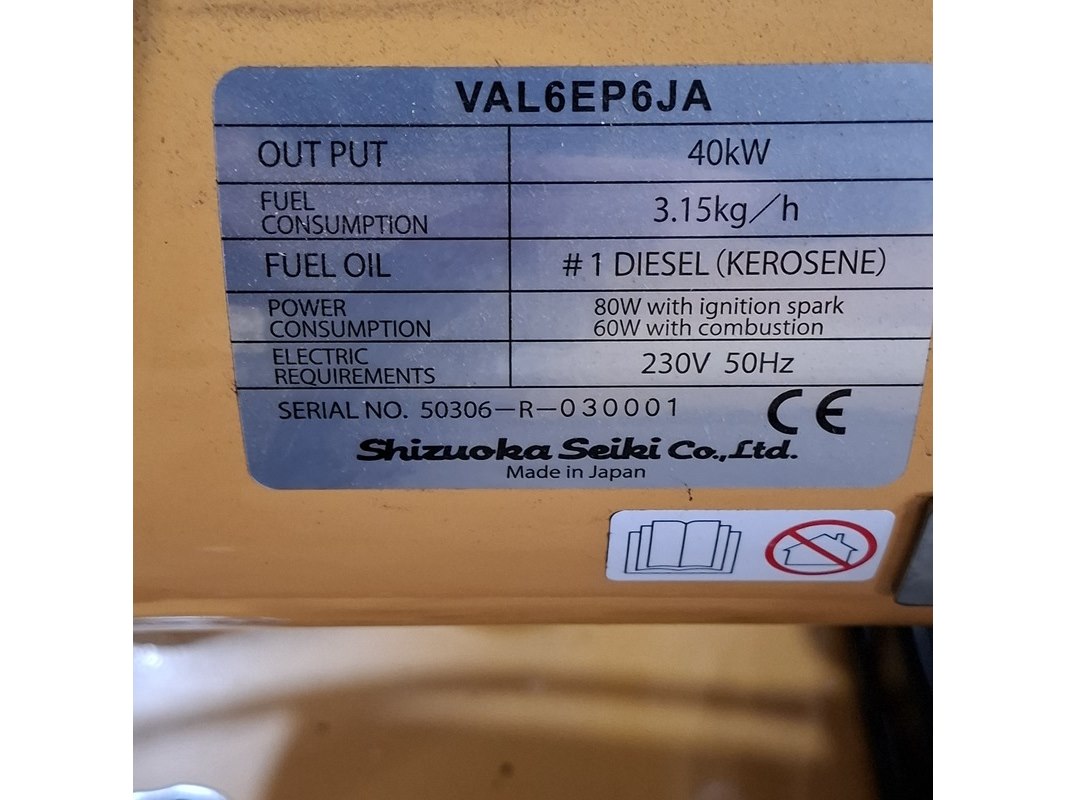 VAL6EP6JA
OUT PUT 40kW
FUEL
CONSUMPTION 3.15kg/h
FUEL OIL #1 DIESEL (KEROSENE)
POWER 80W with ignition spark
CONSUMPTION 60W with combustion
ELECTRIC
REQUIREMENTS 230V 50Hz
SERIAL NO. 50306-R-030001 CE
Shizuoka Seiki Co.,Ltd.
Made in Japan